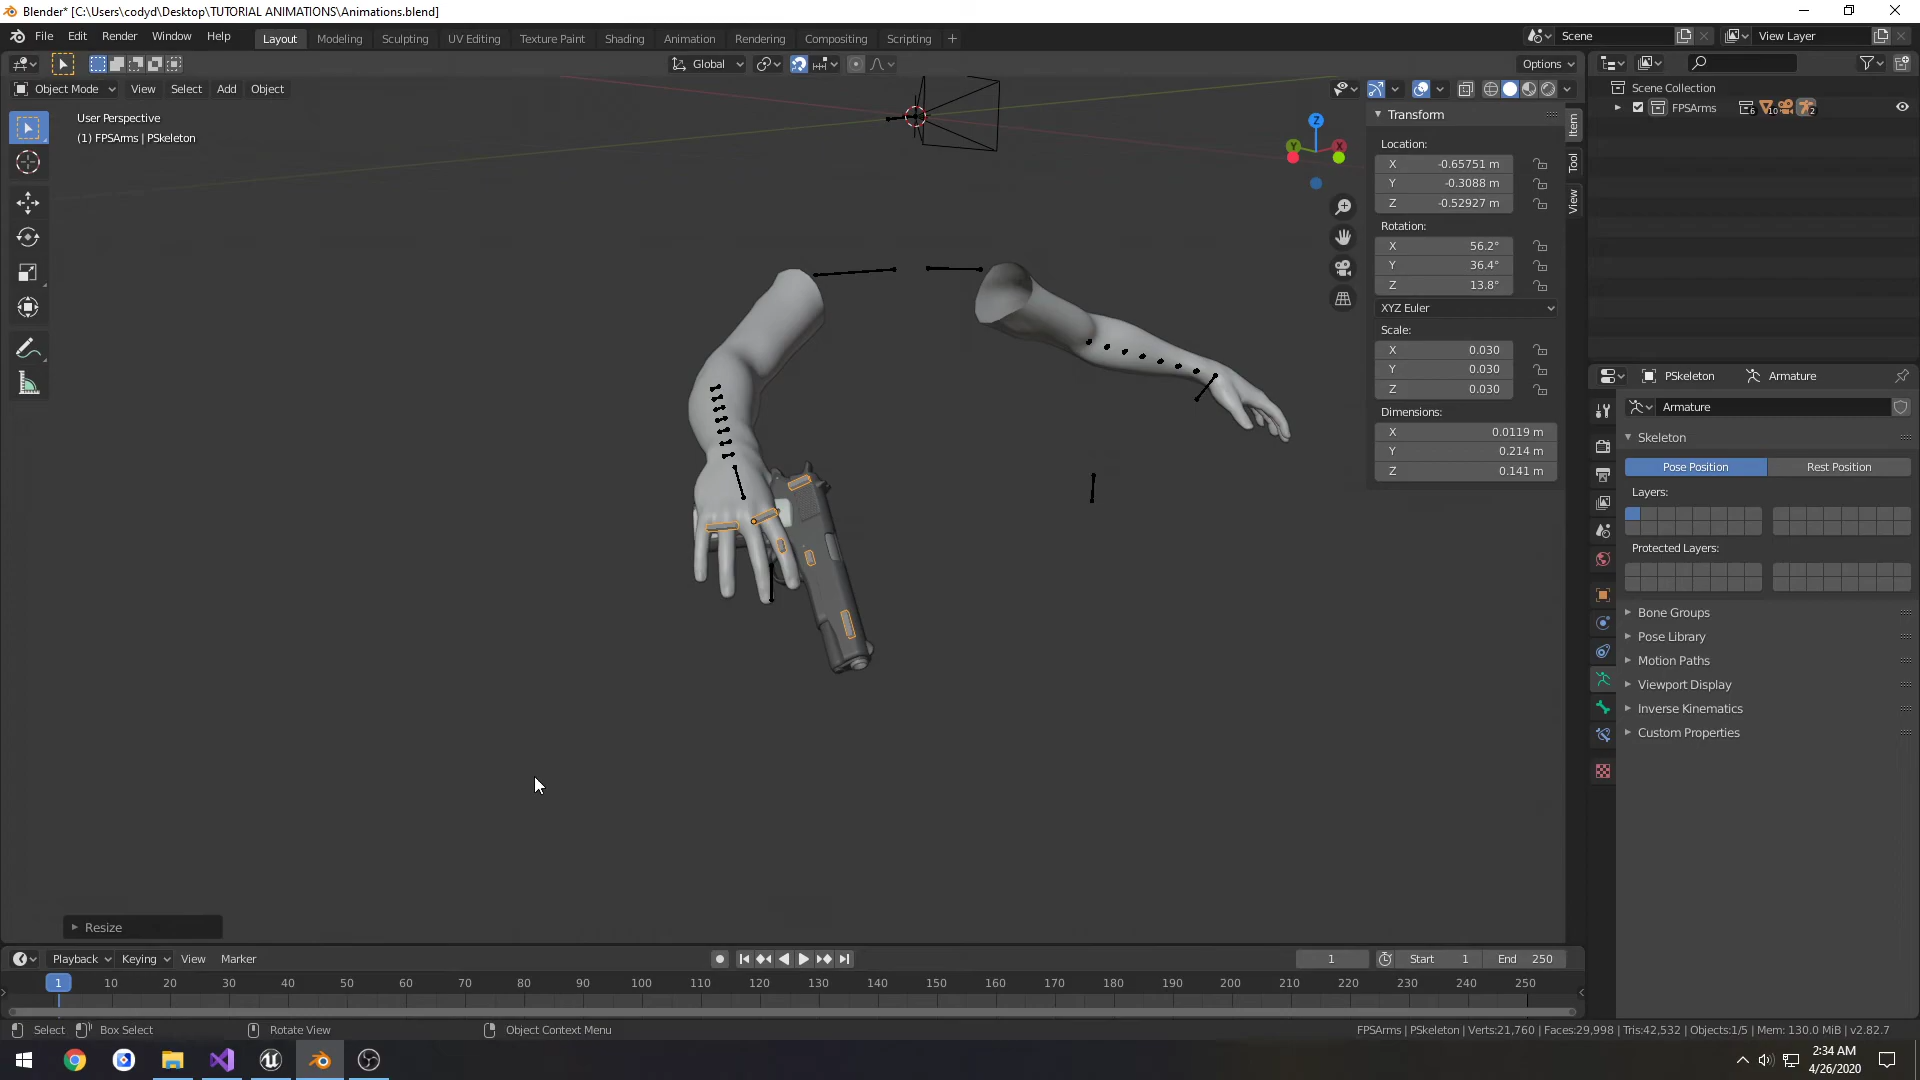 Blender* [C:\Users\codyd\Desktop\TUTORIAL ANIMATIONS\Animations.blend]
File Edit Render Window Help Layout Modeling Sculpting UV Editing Texture Paint Shading Animation Rendering Compositing Scripting + Scene View Layer
Global Options
Object Mode View Select Add Object
User Perspective
(1) FPSArms | PSkeleton
Z
Y
X
Transform
Location:
X -0.65751 m
Y -0.3088 m
Z -0.52927 m
Rotation:
X 56.2°
Y 36.4°
Z 13.8°
XYZ Euler
Scale:
X 0.030
Y 0.030
Z 0.030
Dimensions:
X 0.0119 m
Y 0.214 m
Z 0.141 m
Item
Tool
View
Scene Collection
FPSArms 6 10 2
PSkeleton Armature
Armature
Skeleton
Pose Position Rest Position
Layers:
Protected Layers:
Bone Groups
Pose Library
Motion Paths
Viewport Display
Inverse Kinematics
Custom Properties
Resize
Playback Keying View Marker 1 Start 1 End 250
1 10 20 30 40 50 60 70 80 90 100 110 120 130 140 150 160 170 180 190 200 210 220 230 240 250
Select Box Select Rotate View Object Context Menu FPSArms | PSkeleton | Verts:21,760 | Faces:29,998 | Tris:42,532 | Objects:1/5 | Mem: 130.0 MiB | v2.82.7
2:34 AM
4/26/2020